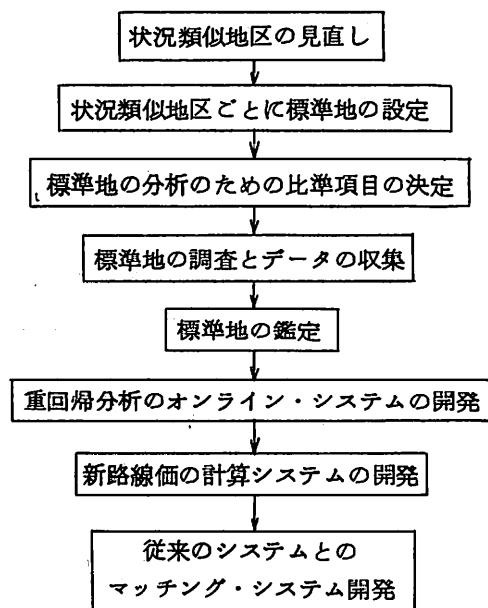 状況類似地区の見直し
状況類似地区ごとに標準地の設定
標準地の分析のための比準項目の決定
標準地の調査とデータの収集
標準地の鑑定
重回帰分析のオンライン・システムの開発
新路線価の計算システムの開発
従来のシステムとの
マッチング・システム開発